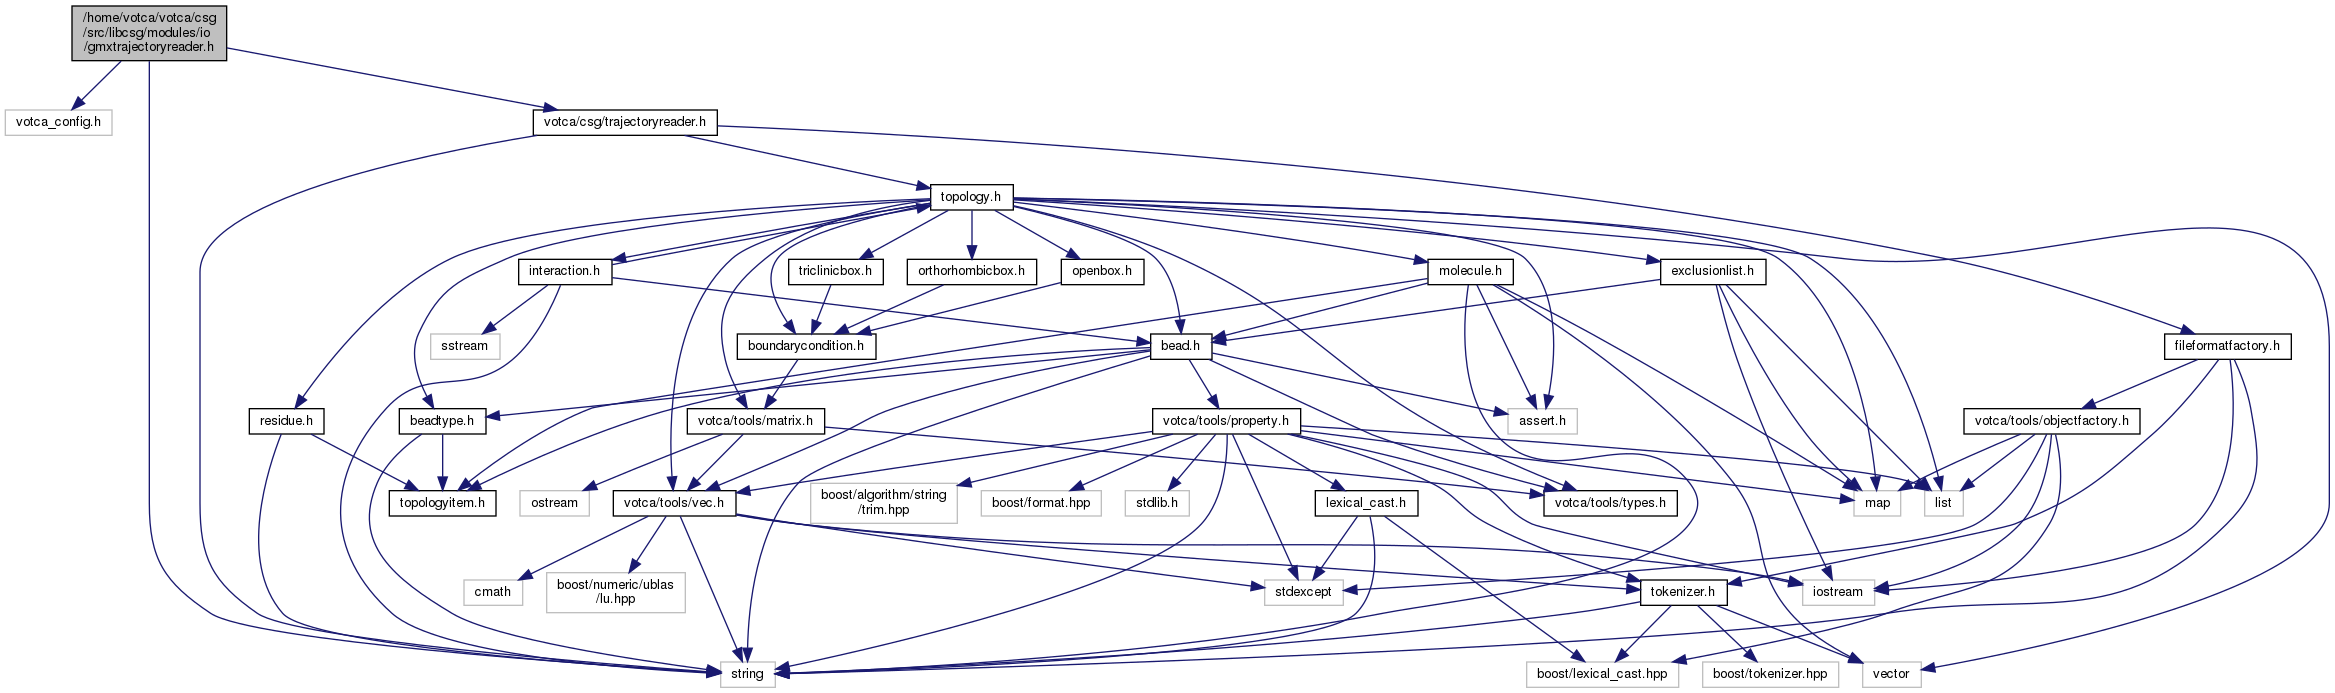 /home/votca/votca/csg
/src/libcsg/modules/io
/gmxtrajectoryreader.h
votca_config.h
votca/csg/trajectoryreader.h
topology.h
interaction.h
triclinicbox.h
orthorhombicbox.h
openbox.h
molecule.h
exclusionlist.h
sstream
boundarycondition.h
bead.h
fileformatfactory.h
residue.h
beadtype.h
votca/tools/matrix.h
votca/tools/property.h
assert.h
votca/tools/objectfactory.h
topologyitem.h
ostream
votca/tools/vec.h
boost/algorithm/string
/trim.hpp
boost/format.hpp
stdlib.h
lexical_cast.h
votca/tools/types.h
map
list
cmath
boost/numeric/ublas
/lu.hpp
stdexcept
tokenizer.h
iostream
string
boost/lexical_cast.hpp
boost/tokenizer.hpp
vector